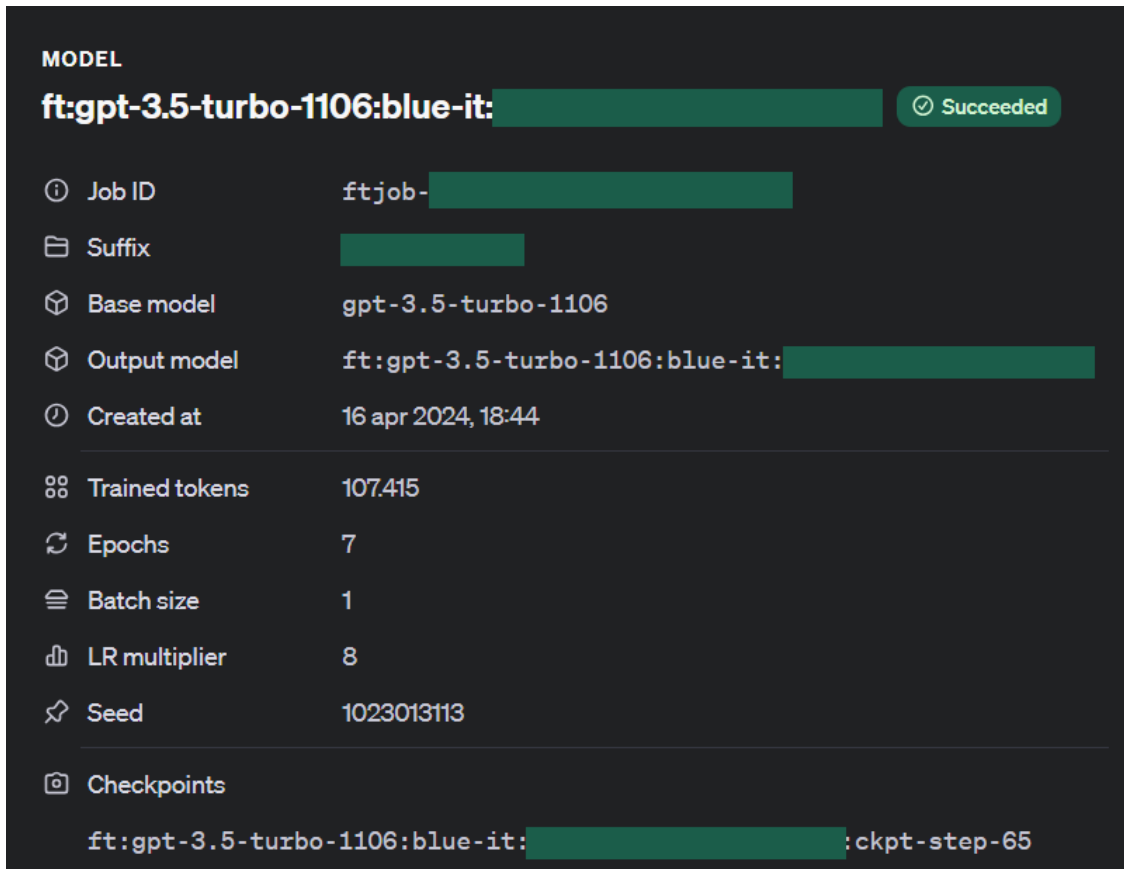 MODEL
ft:gpt-3.5-turbo-1106:blue-it: Succeeded
Job ID ftjob-
Suffix
Base model gpt-3.5-turbo-1106
Output model ft:gpt-3.5-turbo-1106:blue-it:
Created at 16 apr 2024, 18:44
Trained tokens 107.415
Epochs 7
Batch size 1
LR multiplier 8
Seed 1023013113
Checkpoints
ft:gpt-3.5-turbo-1106:blue-it: :ckpt-step-65